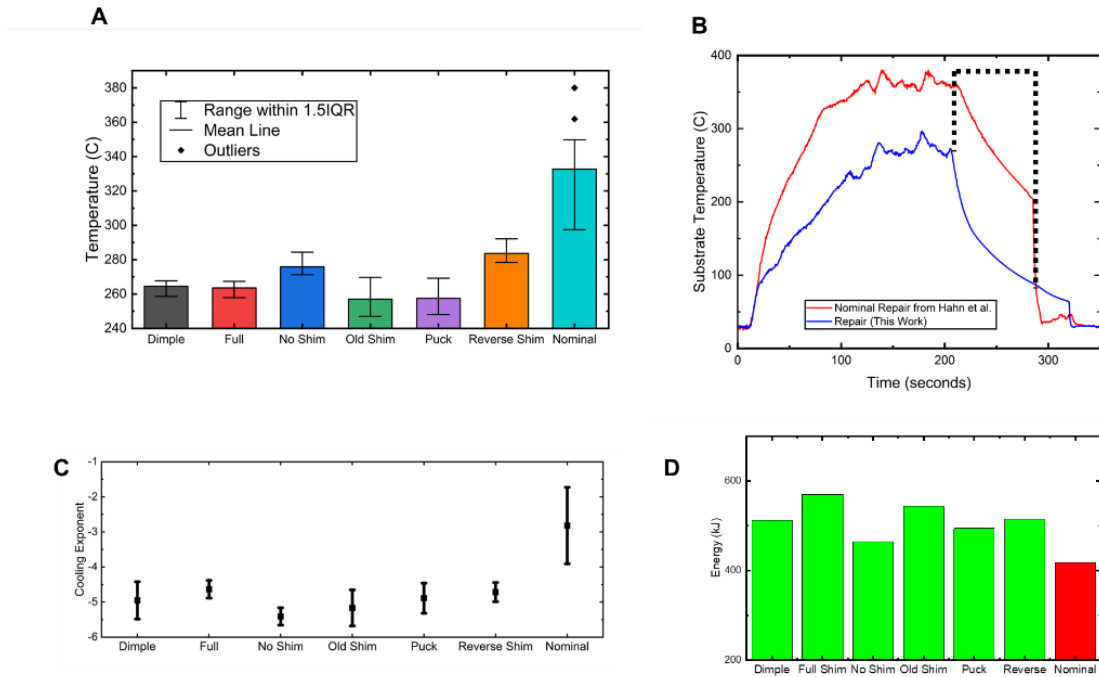 A
Temperature (C)
380
360
340
320
300
280
260
240
Range within 1.5IQR
Mean Line
Outliers
Dimple Full No Shim Old Shim Puck Reverse Shim Nominal
B
Substrate Temperature (C)
400
300
200
100
0
Nominal Repair from Hahn et al.
Repair (This Work)
0 100 200 300
Time (seconds)
C
Cooling Exponent
-1
-2
-3
-4
-5
-6
Dimple Full No Shim Old Shim Puck Reverse Shim Nominal
D
Energy (kJ)
600
400
200
Dimple Full Shim No Shim Old Shim Puck Reverse Nominal